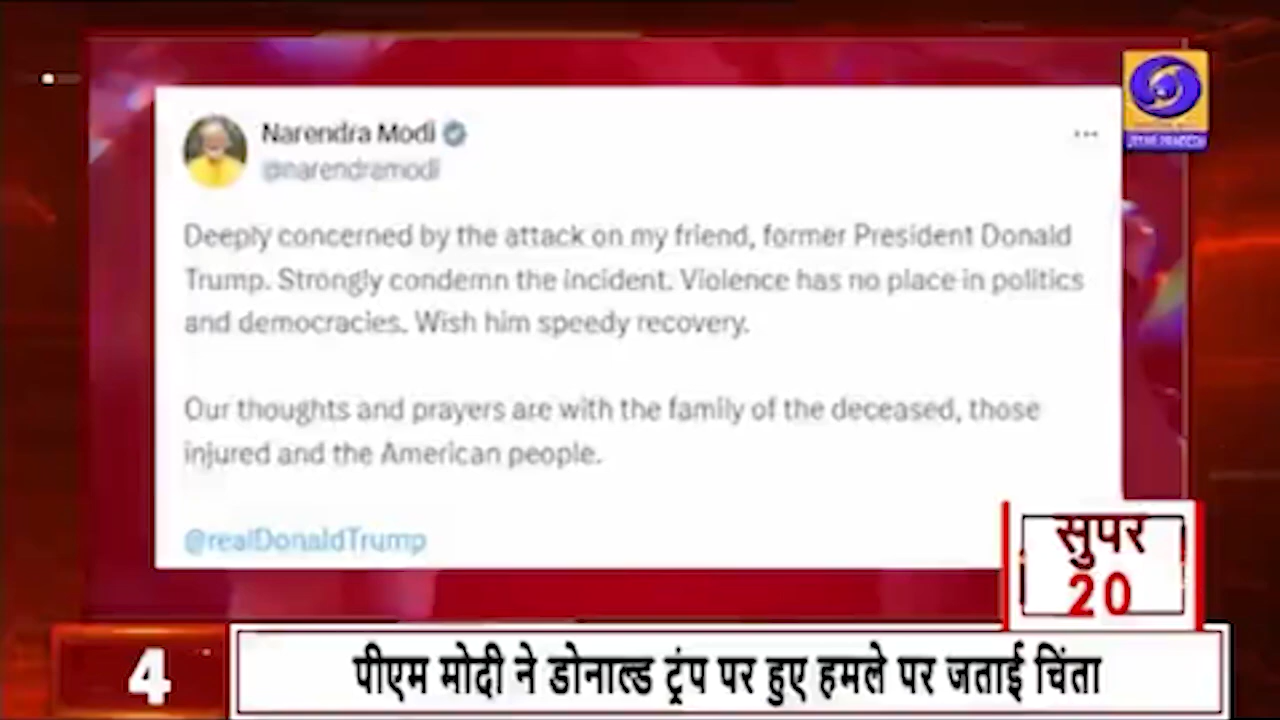 Narendra Modi
@narendramodi
Deeply concerned by the attack on my friend, former President Donald
Trump. Strongly condemn the incident. Violence has no place in politics
and democracies. Wish him speedy recovery.
Our thoughts and prayers are with the family of the deceased, those
injured and the American people.
@realDonaldTrump
सुपर
20
4
पीएम मोदी ने डोनाल्ड ट्रंप पर हुए हमले पर जताई चिंता